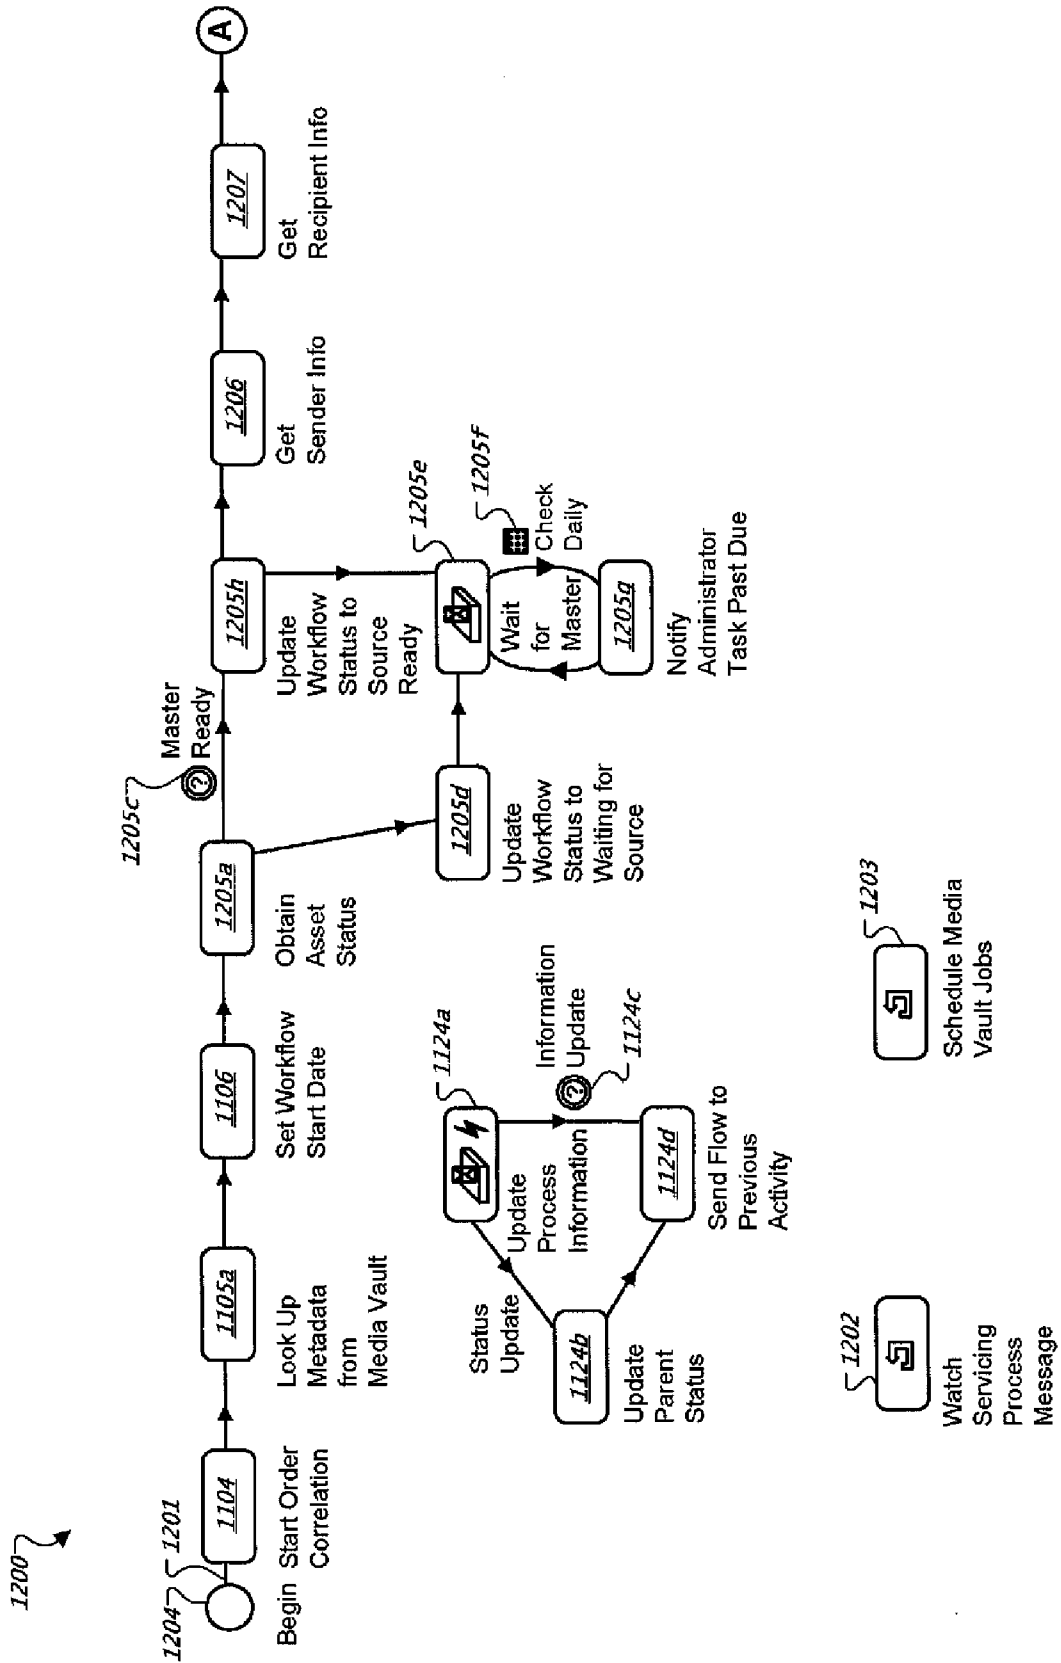 1200
1204
1201
Begin
1104
Start Order
Correlation
1105a
Look Up
Metadata
from
Media Vault
1106
Set Workflow
Start Date
1205a
Obtain
Asset
Status
1205c
?
Master
Ready
1205h
Update
Workflow
Status to
Source
Ready
1206
Get
Sender Info
1207
Get
Recipient Info
A
1205d
Update
Workflow
Status to
Waiting for
Source
1205e
Wait
for
Master
1205f
Check
Daily
1205g
Notify
Administrator
Task Past Due
1124a
Update
Process
Information
Status
Update
1124b
Update
Parent
Status
Information
Update
?
1124c
1124d
Send Flow to
Previous
Activity
1202
Watch
Servicing
Process
Message
1203
Schedule Media
Vault Jobs